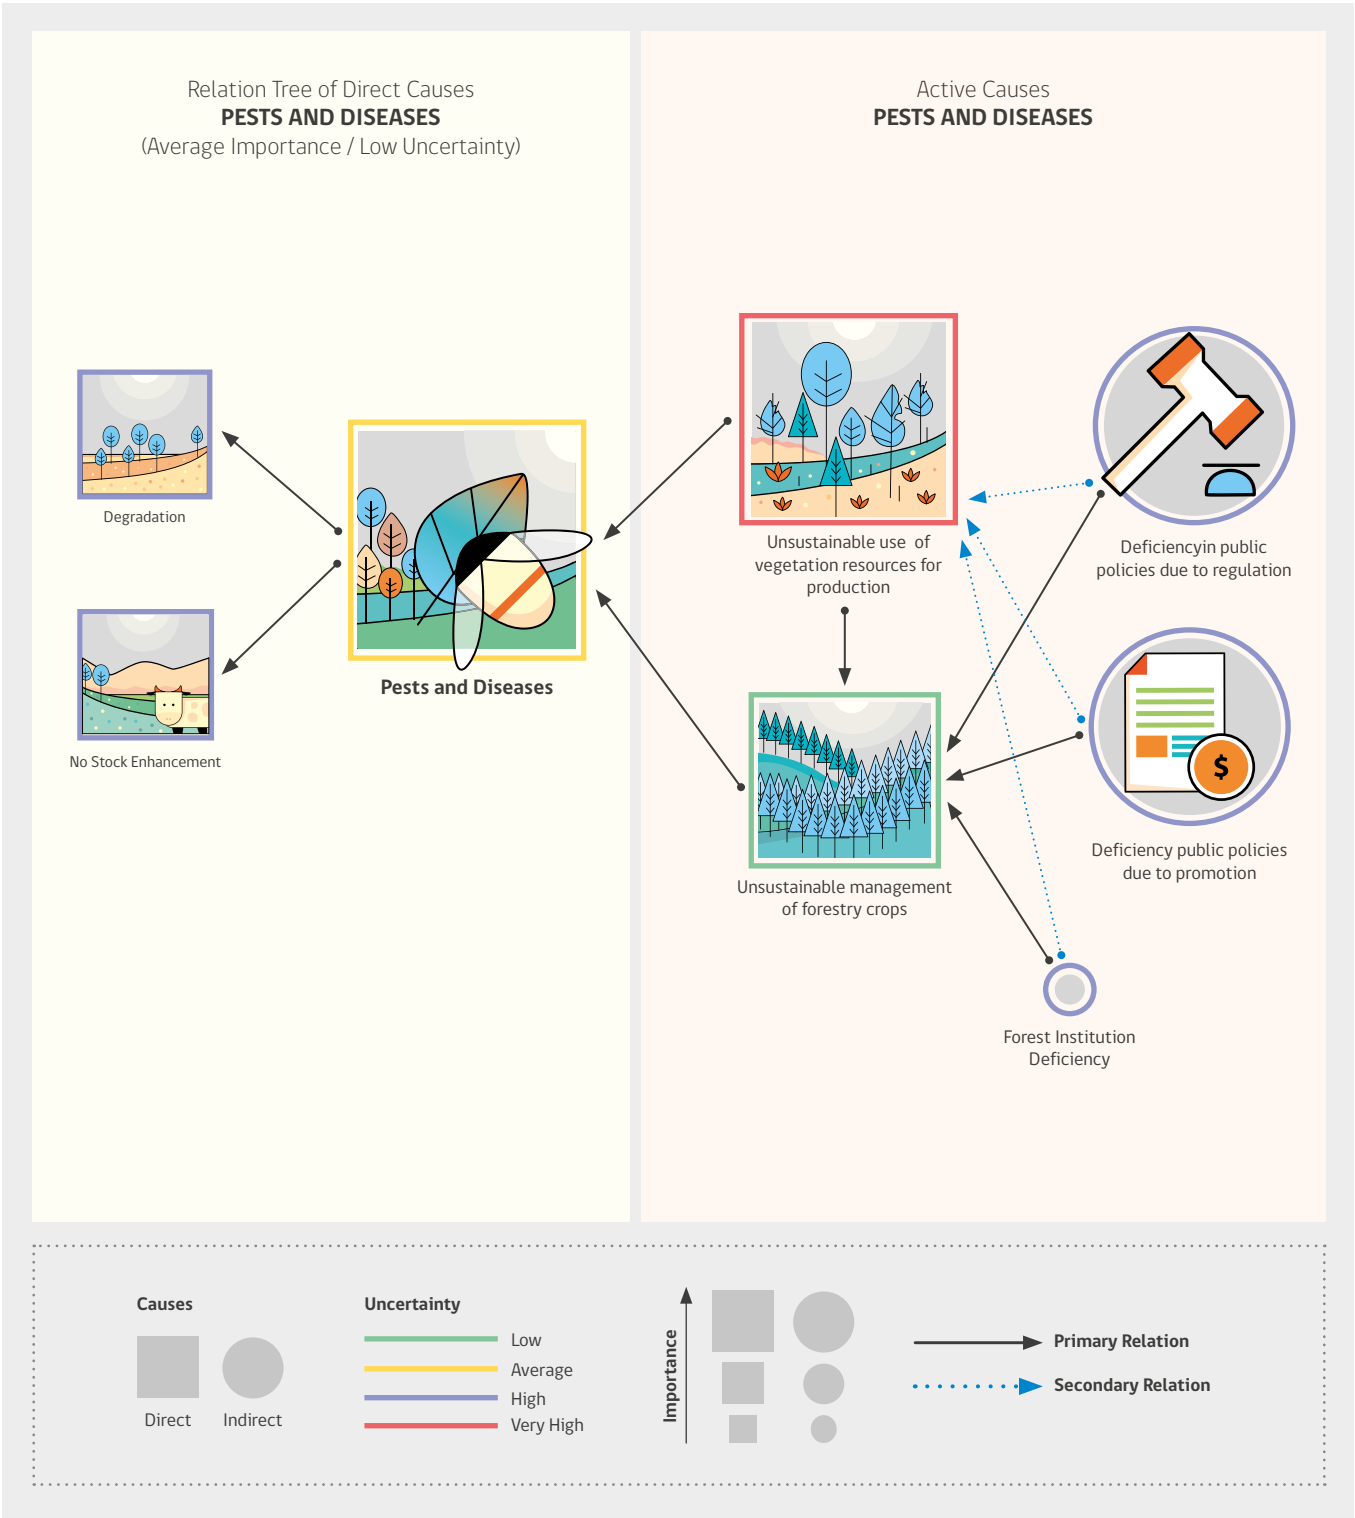 Relation Tree of Direct Causes
PESTS AND DISEASES
(Average Importance / Low Uncertainty)
Active Causes
PESTS AND DISEASES
Degradation
No Stock Enhancement
Pests and Diseases
Unsustainable use of
vegetation resources for
production
Unsustainable management
of forestry crops
Deficiencyin public
policies due to regulation
$
Deficiency public policies
due to promotion
Forest Institution
Deficiency
Causes
Direct
Indirect
Uncertainty
Low
Average
High
Very High
Importance
Primary Relation
Secondary Relation